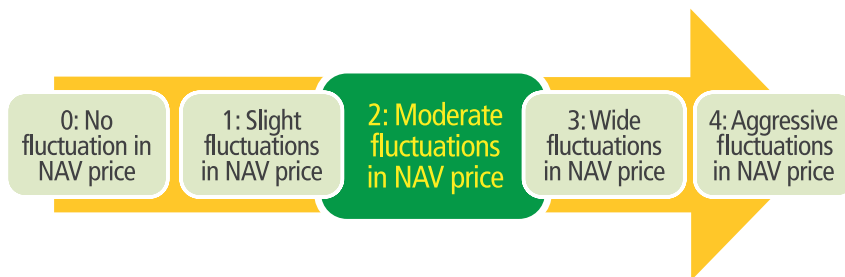 0: No
fluctuation in
NAV price
1: Slight
fluctuations
in NAV price
2: Moderate
fluctuations
in NAV price
3: Wide
fluctuations
in NAV price
4: Aggressive
fluctuations
in NAV price